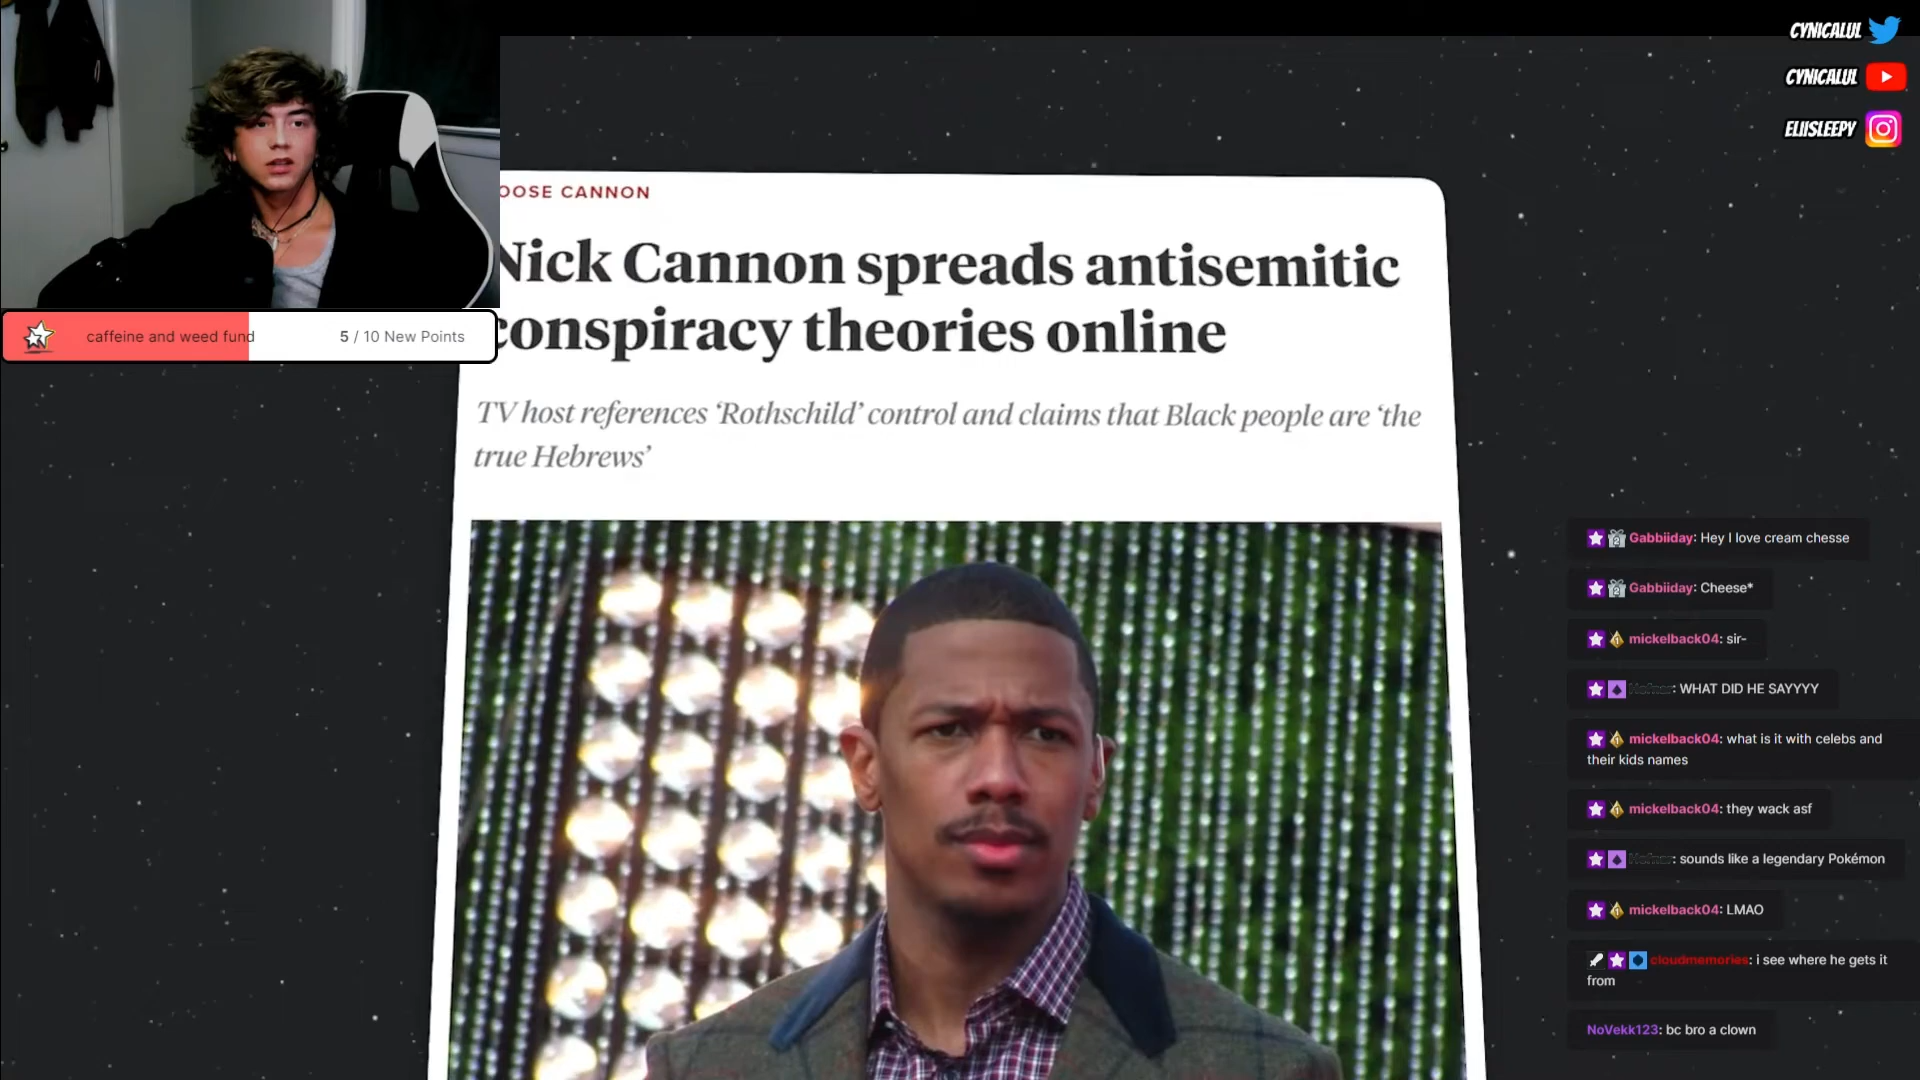 CYNICALUL
CYNICALUL
ELIISLEEPY
OOSE CANNON
Nick Cannon spreads antisemitic
conspiracy theories online
TV host references ‘Rothschild’ control and claims that Black people are ‘the
true Hebrews’
caffeine and weed fund 5 / 10 New Points
Gabbiiday: Hey I love cream chesse
Gabbiiday: Cheese*
mickelback04: sir-
: WHAT DID HE SAYYYY
mickelback04: what is it with celebs and
their kids names
mickelback04: they wack asf
: sounds like a legendary Pokémon
mickelback04: LMAO
cloudmemories: i see where he gets it
from
NoVekk123: bc bro a clown